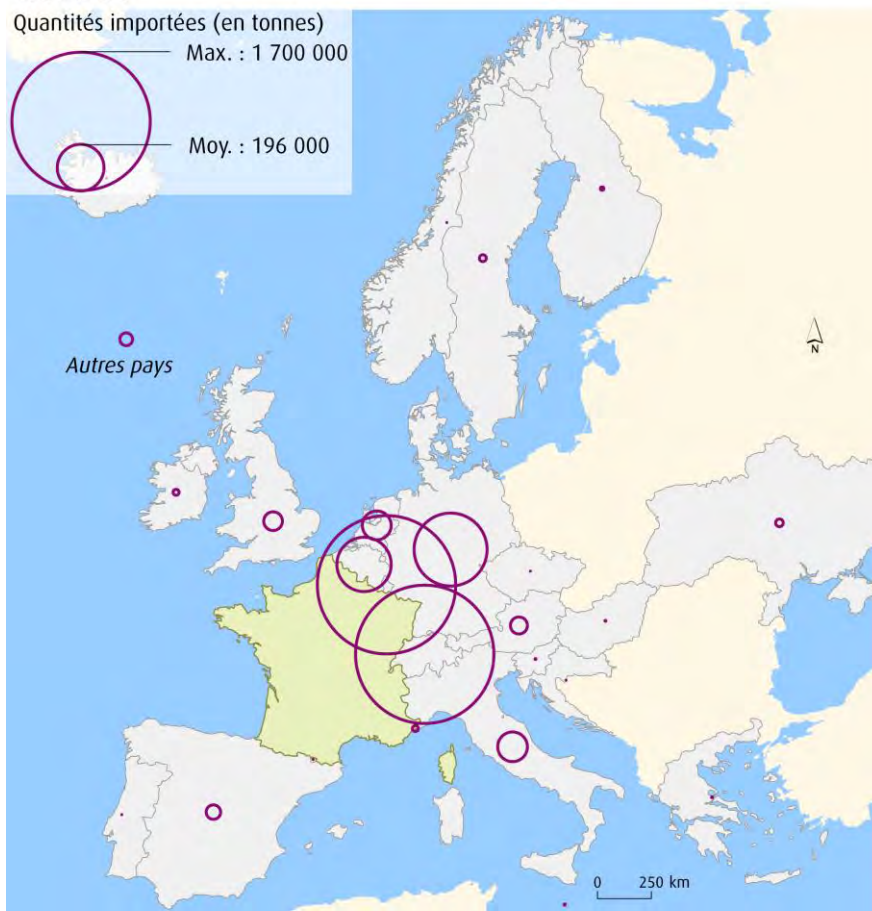 Quantités importées (en tonnes)
Max. : 1 700 000
Moy. : 196 000
Autres pays
N
0 250 km